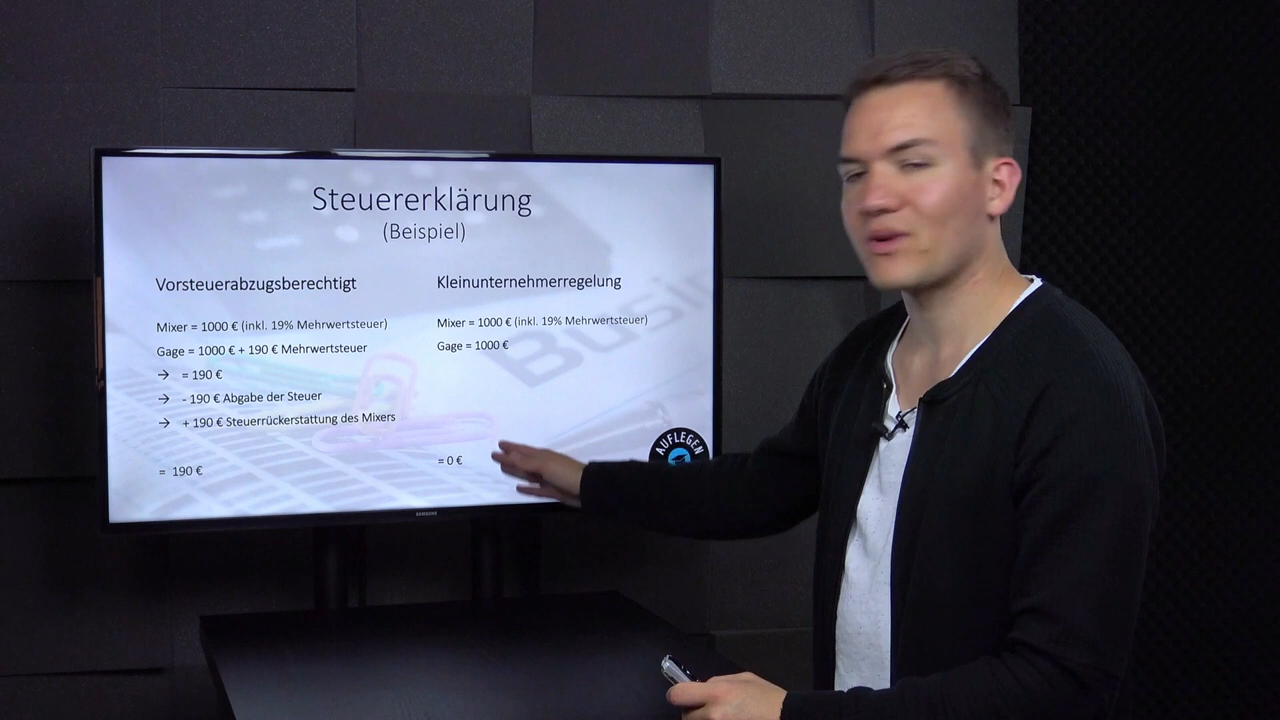 Steuererklärung
(Beispiel)
Vorsteuerabzugsberechtigt
Mixer = 1000 € (inkl. 19% Mehrwertsteuer)
Gage = 1000 € + 190 € Mehrwertsteuer
→ = 190 €
→ - 190 € Abgabe der Steuer
→ + 190 € Steuerrückerstattung des Mixers
= 190 €
Kleinunternehmerregelung
Mixer = 1000 € (inkl. 19% Mehrwertsteuer)
Gage = 1000 €
= 0 €
Busin
AUFLEGEN
SAMSUNG